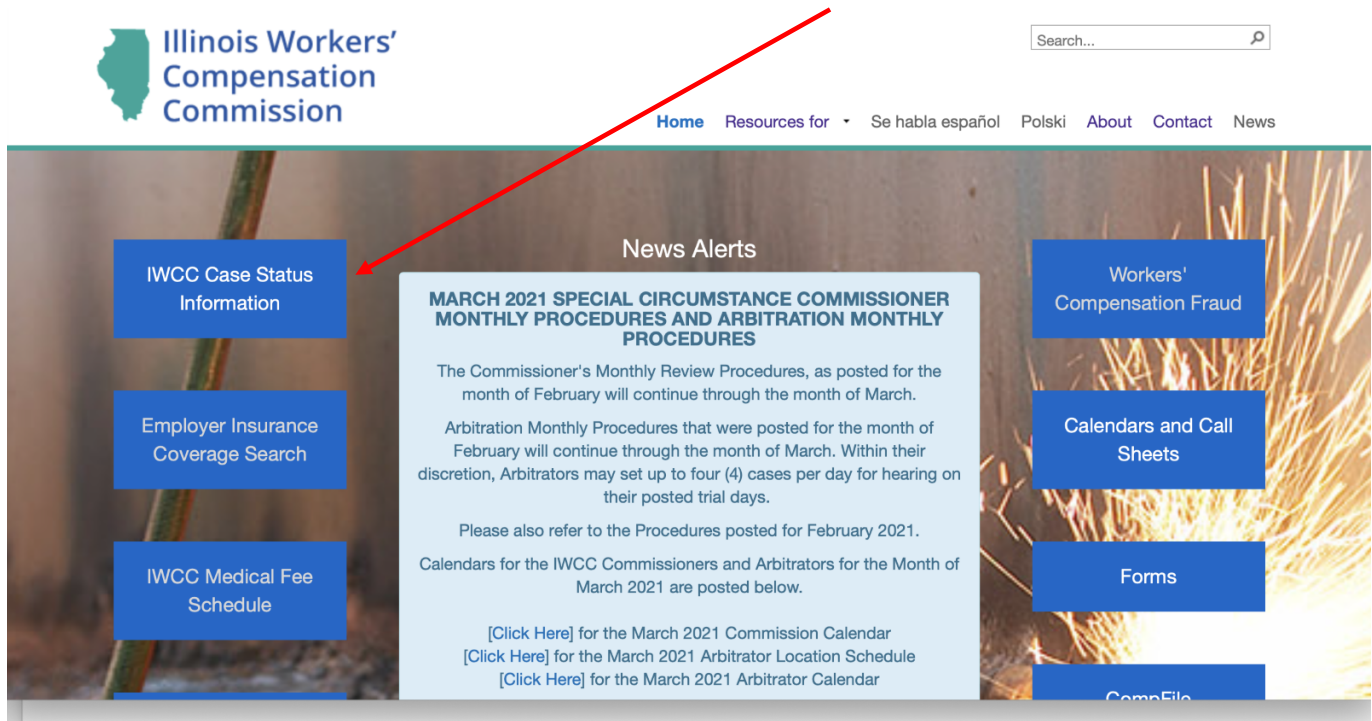 Illinois Workers'
Compensation
Commission
Search...
Home Resources for Se habla español Polski About Contact News
IWCC Case Status
Information
Employer Insurance
Coverage Search
IWCC Medical Fee
Schedule
News Alerts
MARCH 2021 SPECIAL CIRCUMSTANCE COMMISSIONER
MONTHLY PROCEDURES AND ARBITRATION MONTHLY
PROCEDURES
The Commissioner's Monthly Review Procedures, as posted for the
month of February will continue through the month of March.
Arbitration Monthly Procedures that were posted for the month of
February will continue through the month of March. Within their
discretion, Arbitrators may set up to four (4) cases per day for hearing on
their posted trial days.
Please also refer to the Procedures posted for February 2021.
Calendars for the IWCC Commissioners and Arbitrators for the Month of
March 2021 are posted below.
[Click Here] for the March 2021 Commission Calendar
[Click Here] for the March 2021 Arbitrator Location Schedule
[Click Here] for the March 2021 Arbitrator Calendar
Workers'
Compensation Fraud
Calendars and Call
Sheets
Forms
CompFile